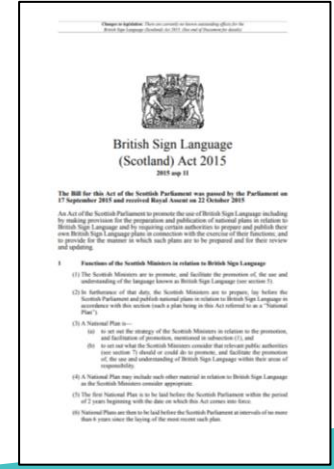 Changes to legislation: There are currently no known outstanding effects for the
British Sign Language (Scotland) Act 2015. (See end of Document for details)
British Sign Language
(Scotland) Act 2015
2015 asp 11
The Bill for this Act of the Scottish Parliament was passed by the Parliament on
17 September 2015 and received Royal Assent on 22 October 2015
An Act of the Scottish Parliament to promote the use of British Sign Language including
by making provision for the preparation and publication of national plans in relation to
British Sign Language and by requiring certain authorities to prepare and publish their
own British Sign Language plans in connection with the exercise of their functions; and
to provide for the manner in which such plans are to be prepared and for their review
and updating.
1 Functions of the Scottish Ministers in relation to British Sign Language
(1) The Scottish Ministers are to promote, and facilitate the promotion of, the use and
understanding of the language known as British Sign Language (see section 5).
(2) In furtherance of that duty, the Scottish Ministers are to prepare, lay before the
Scottish Parliament and publish national plans in relation to British Sign Language in
accordance with this section (each a plan being in this Act referred to as a “National
Plan”).
(3) A National Plan is—
(a) to set out the strategy of the Scottish Ministers in relation to the promotion,
and facilitation of promotion, mentioned in subsection (1), and
(b) to set out what the Scottish Ministers consider that relevant public authorities
(see section 7) should or could do to promote, and facilitate the promotion
of, the use and understanding of British Sign Language within their areas of
responsibility.
(4) A National Plan may include such other material in relation to British Sign Language
as the Scottish Ministers consider appropriate.
(5) The first National Plan is to be laid before the Scottish Parliament within the period
of 2 years beginning with the date on which this Act comes into force.
(6) National Plans are then to be laid before the Scottish Parliament at intervals of no more
than 6 years since the laying of the most recent such plan.